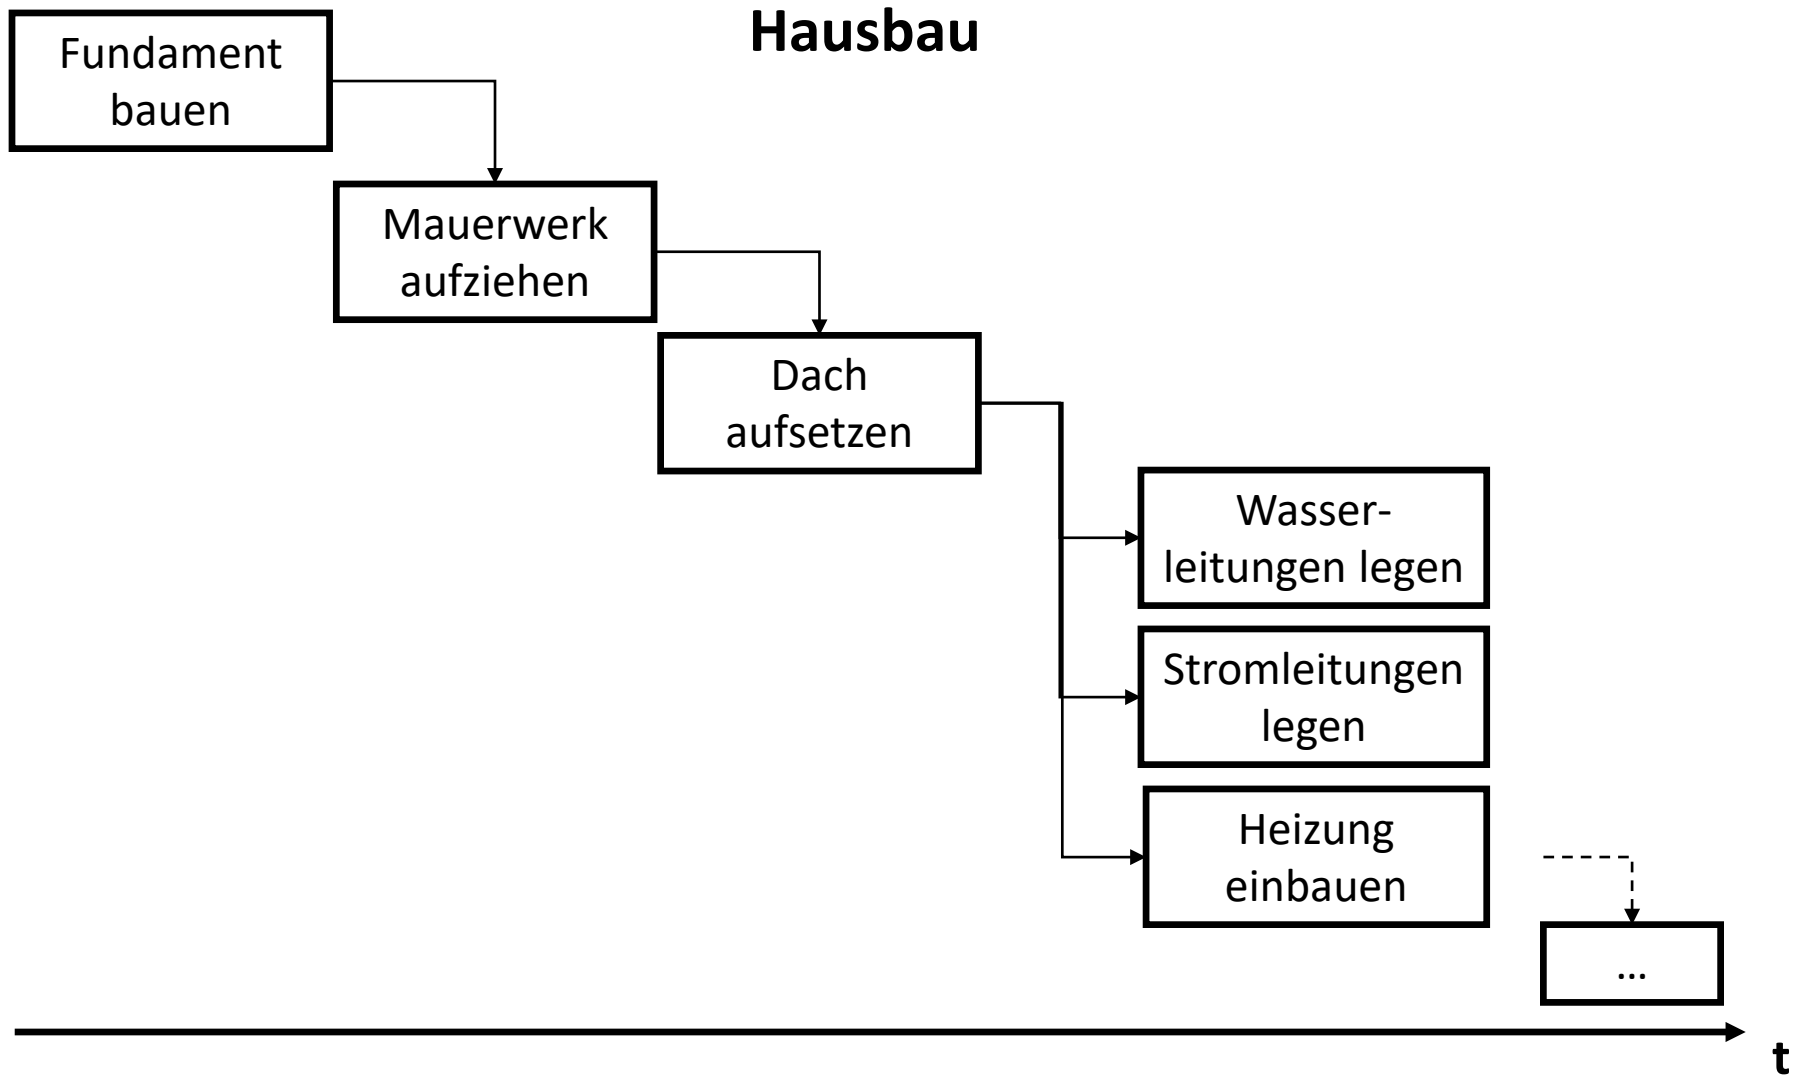 Hausbau
Fundament
bauen
Mauerwerk
aufziehen
Dach
aufsetzen
Wasser-
leitungen legen
Stromleitungen
legen
Heizung
einbauen
...
t